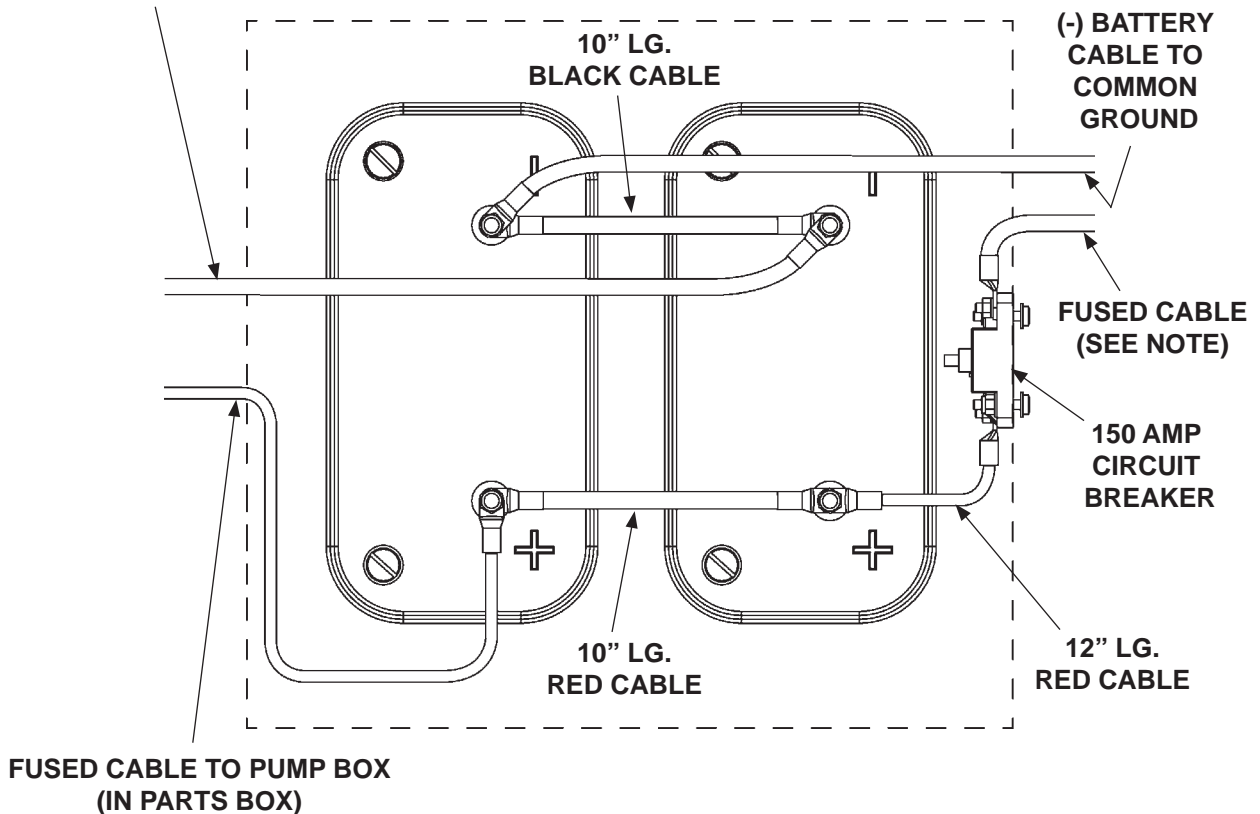 10” LG.
BLACK CABLE
(-) BATTERY
CABLE TO
COMMON
GROUND
FUSED CABLE
(SEE NOTE)
150 AMP
CIRCUIT
BREAKER
10” LG.
RED CABLE
12” LG.
RED CABLE
FUSED CABLE TO PUMP BOX
(IN PARTS BOX)